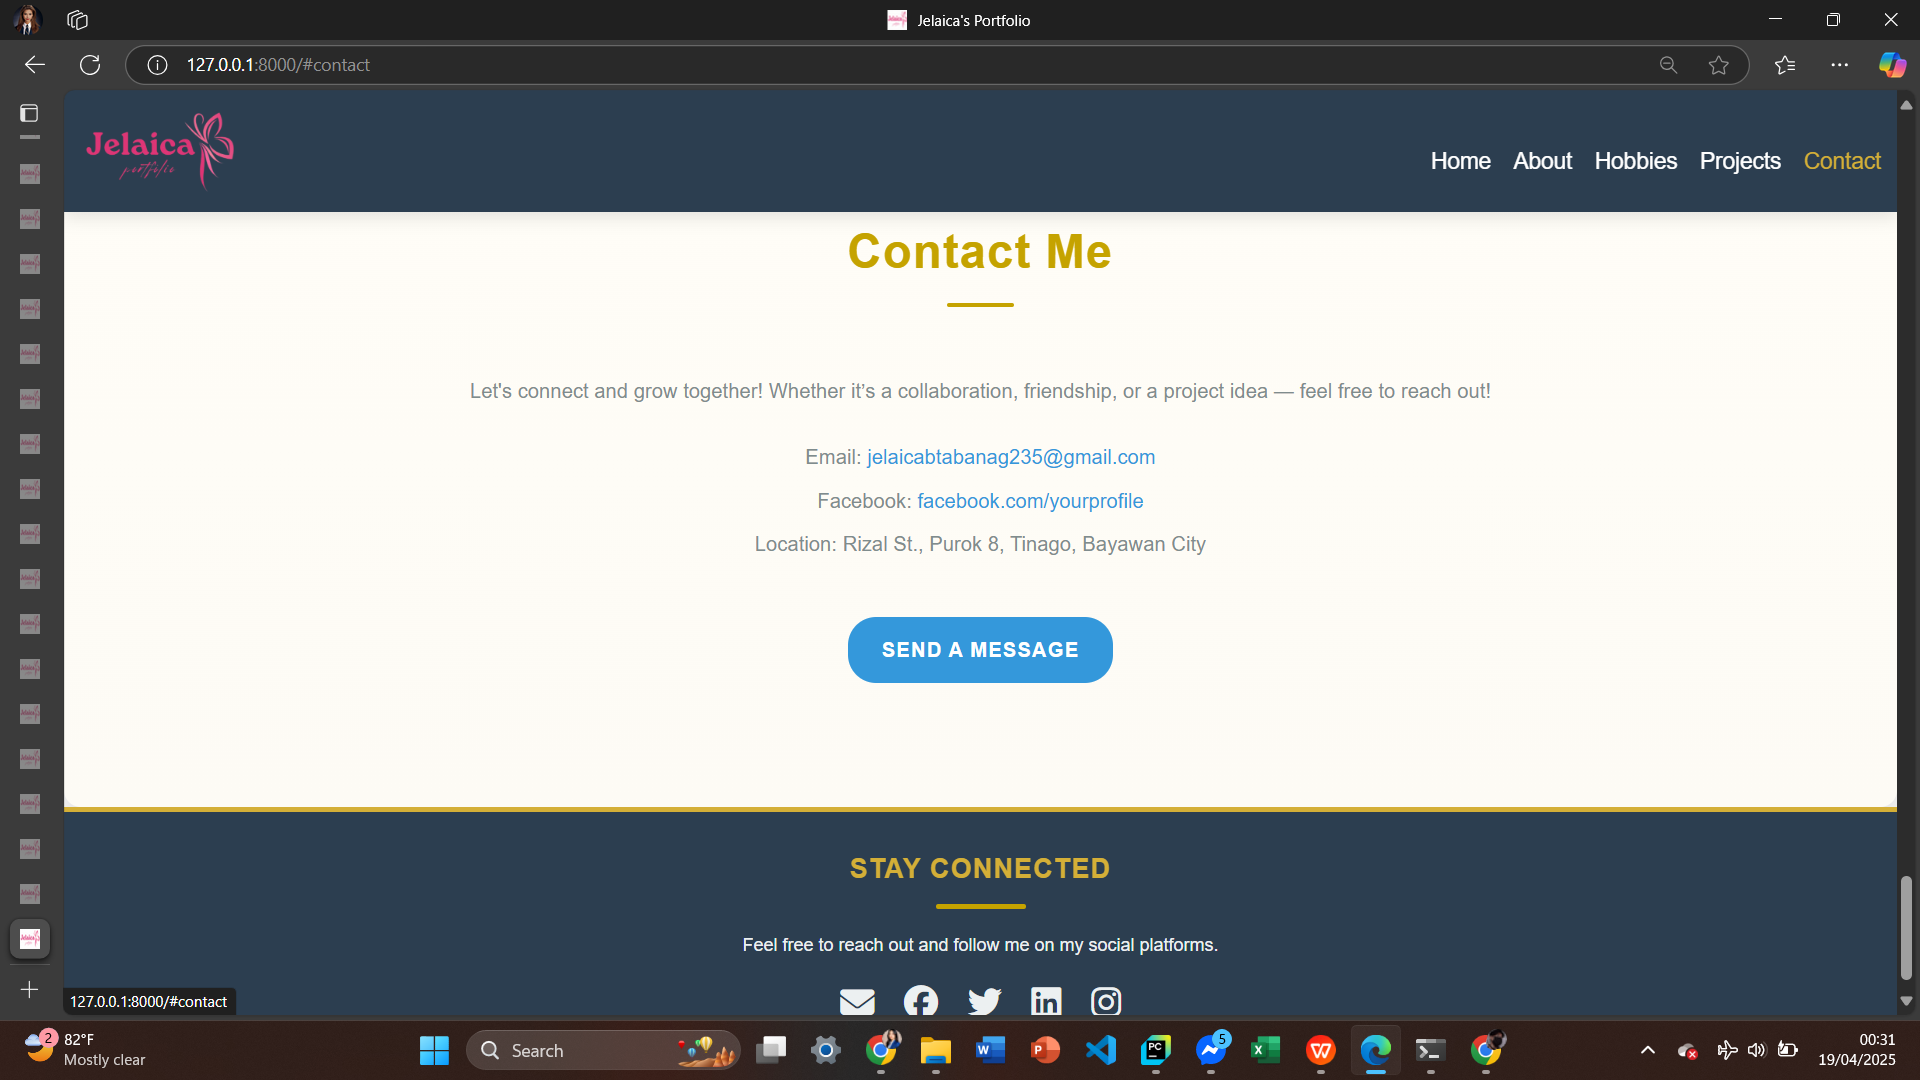 Jelaica's Portfolio
127.0.0.1:8000/#contact
Jelaica
portfolio
Home About Hobbies Projects Contact
Contact Me
Let's connect and grow together! Whether it’s a collaboration, friendship, or a project idea — feel free to reach out!
Email: jelaicabtabanag235@gmail.com
Facebook: facebook.com/yourprofile
Location: Rizal St., Purok 8, Tinago, Bayawan City
SEND A MESSAGE
STAY CONNECTED
Feel free to reach out and follow me on my social platforms.
127.0.0.1:8000/#contact
2
82°F
Mostly clear
Search
5
00:31
19/04/2025